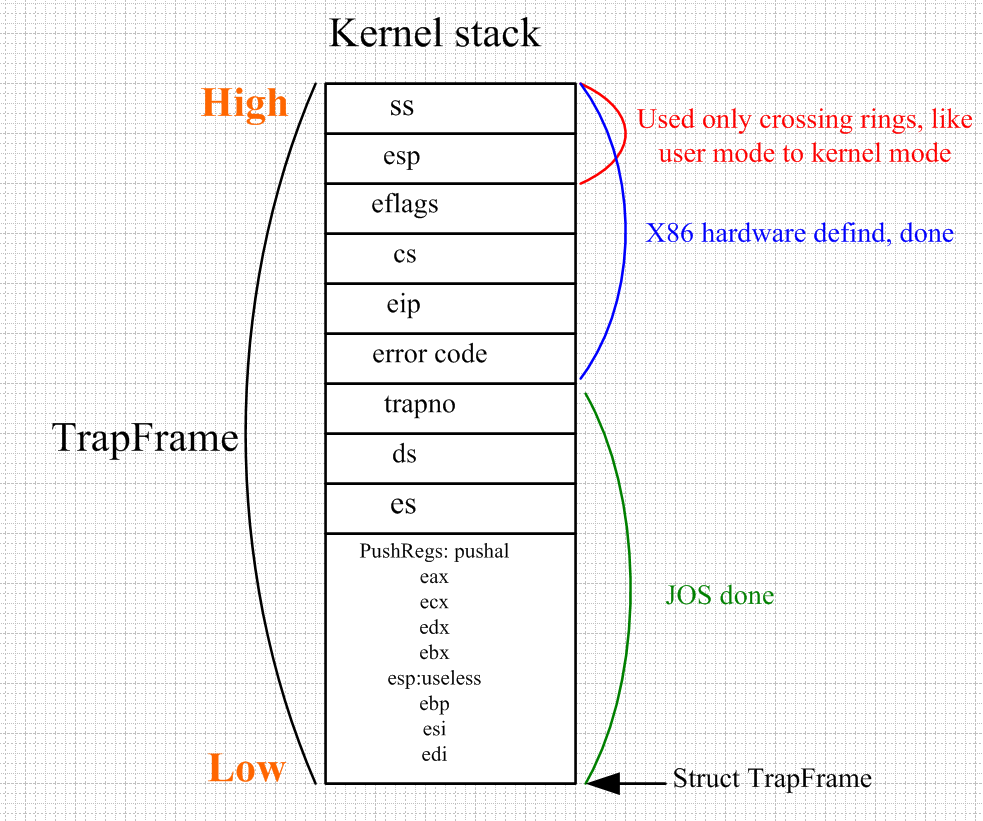 Kernel stack
High
ss
Used only crossing rings, like
user mode to kernel mode
esp
eflags
X86 hardware defind, done
cs
eip
error code
trapno
TrapFrame
ds
es
PushRegs: pushal
eax
ecx
JOS done
edx
ebx
esp:useless
ebp
esi
edi
Low
Struct TrapFrame